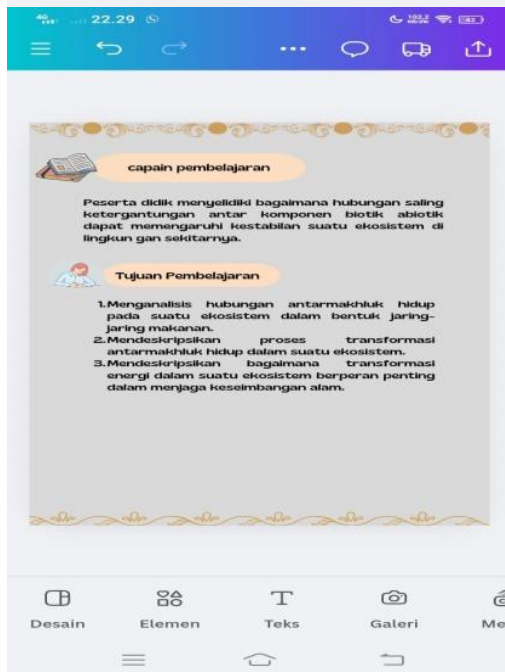 4G 22.29 82
capain pembelajaran
Peserta didik menyelidiki bagaimana hubungan saling
ketergantungan antar komponen biotik abiotik
dapat memengaruhi kestabilan suatu ekosistem di
lingkun gan sekitarnya.
Tujuan Pembelajaran
1.Menganalisis hubungan antarmakhluk hidup
pada suatu ekosistem dalam bentuk jaring-
jaring makanan.
2.Mendeskripsikan proses transformasi
antarmakhluk hidup dalam suatu ekosistem.
3.Mendeskripsikan bagaimana transformasi
energi dalam suatu ekosistem berperan penting
dalam menjaga keseimbangan alam.
Desain Elemen Teks Galeri Me